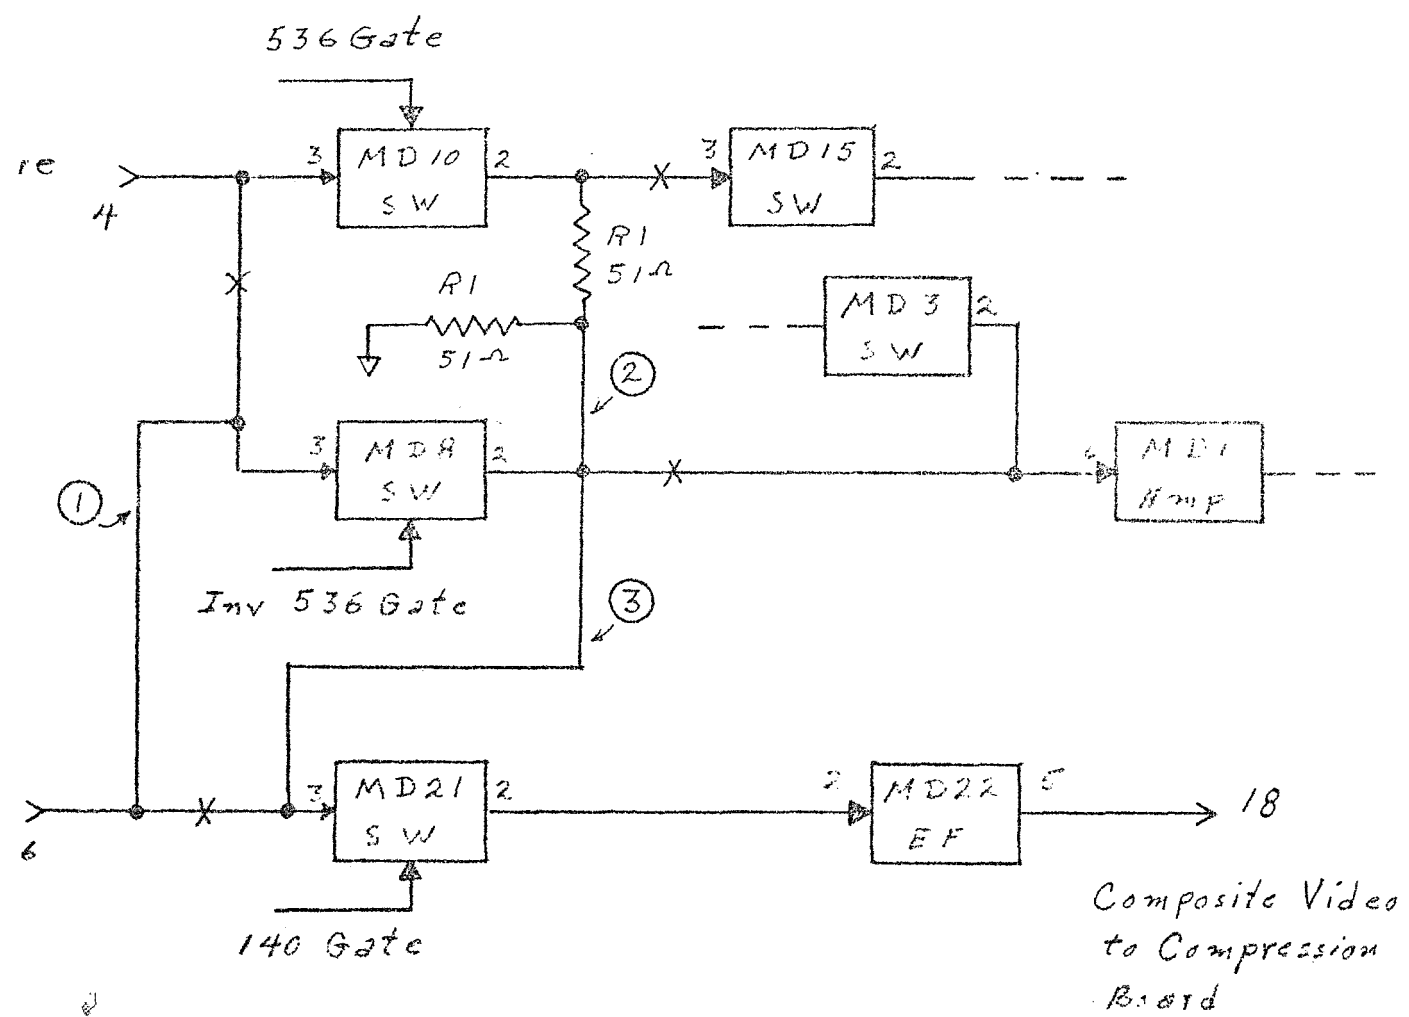 536 Gate
re
4
3
MD10
SW
2
X
3
MD15
SW
2
X
R1
51Ω
R1
51Ω
MD3
SW
2
2
1
3
MD8
SW
2
X
6
MD1
Amp
Inv 536 Gate
3
6
X
3
MD21
SW
2
2
MD22
EF
5
18
140 Gate
Composite Video
to Compression
Board